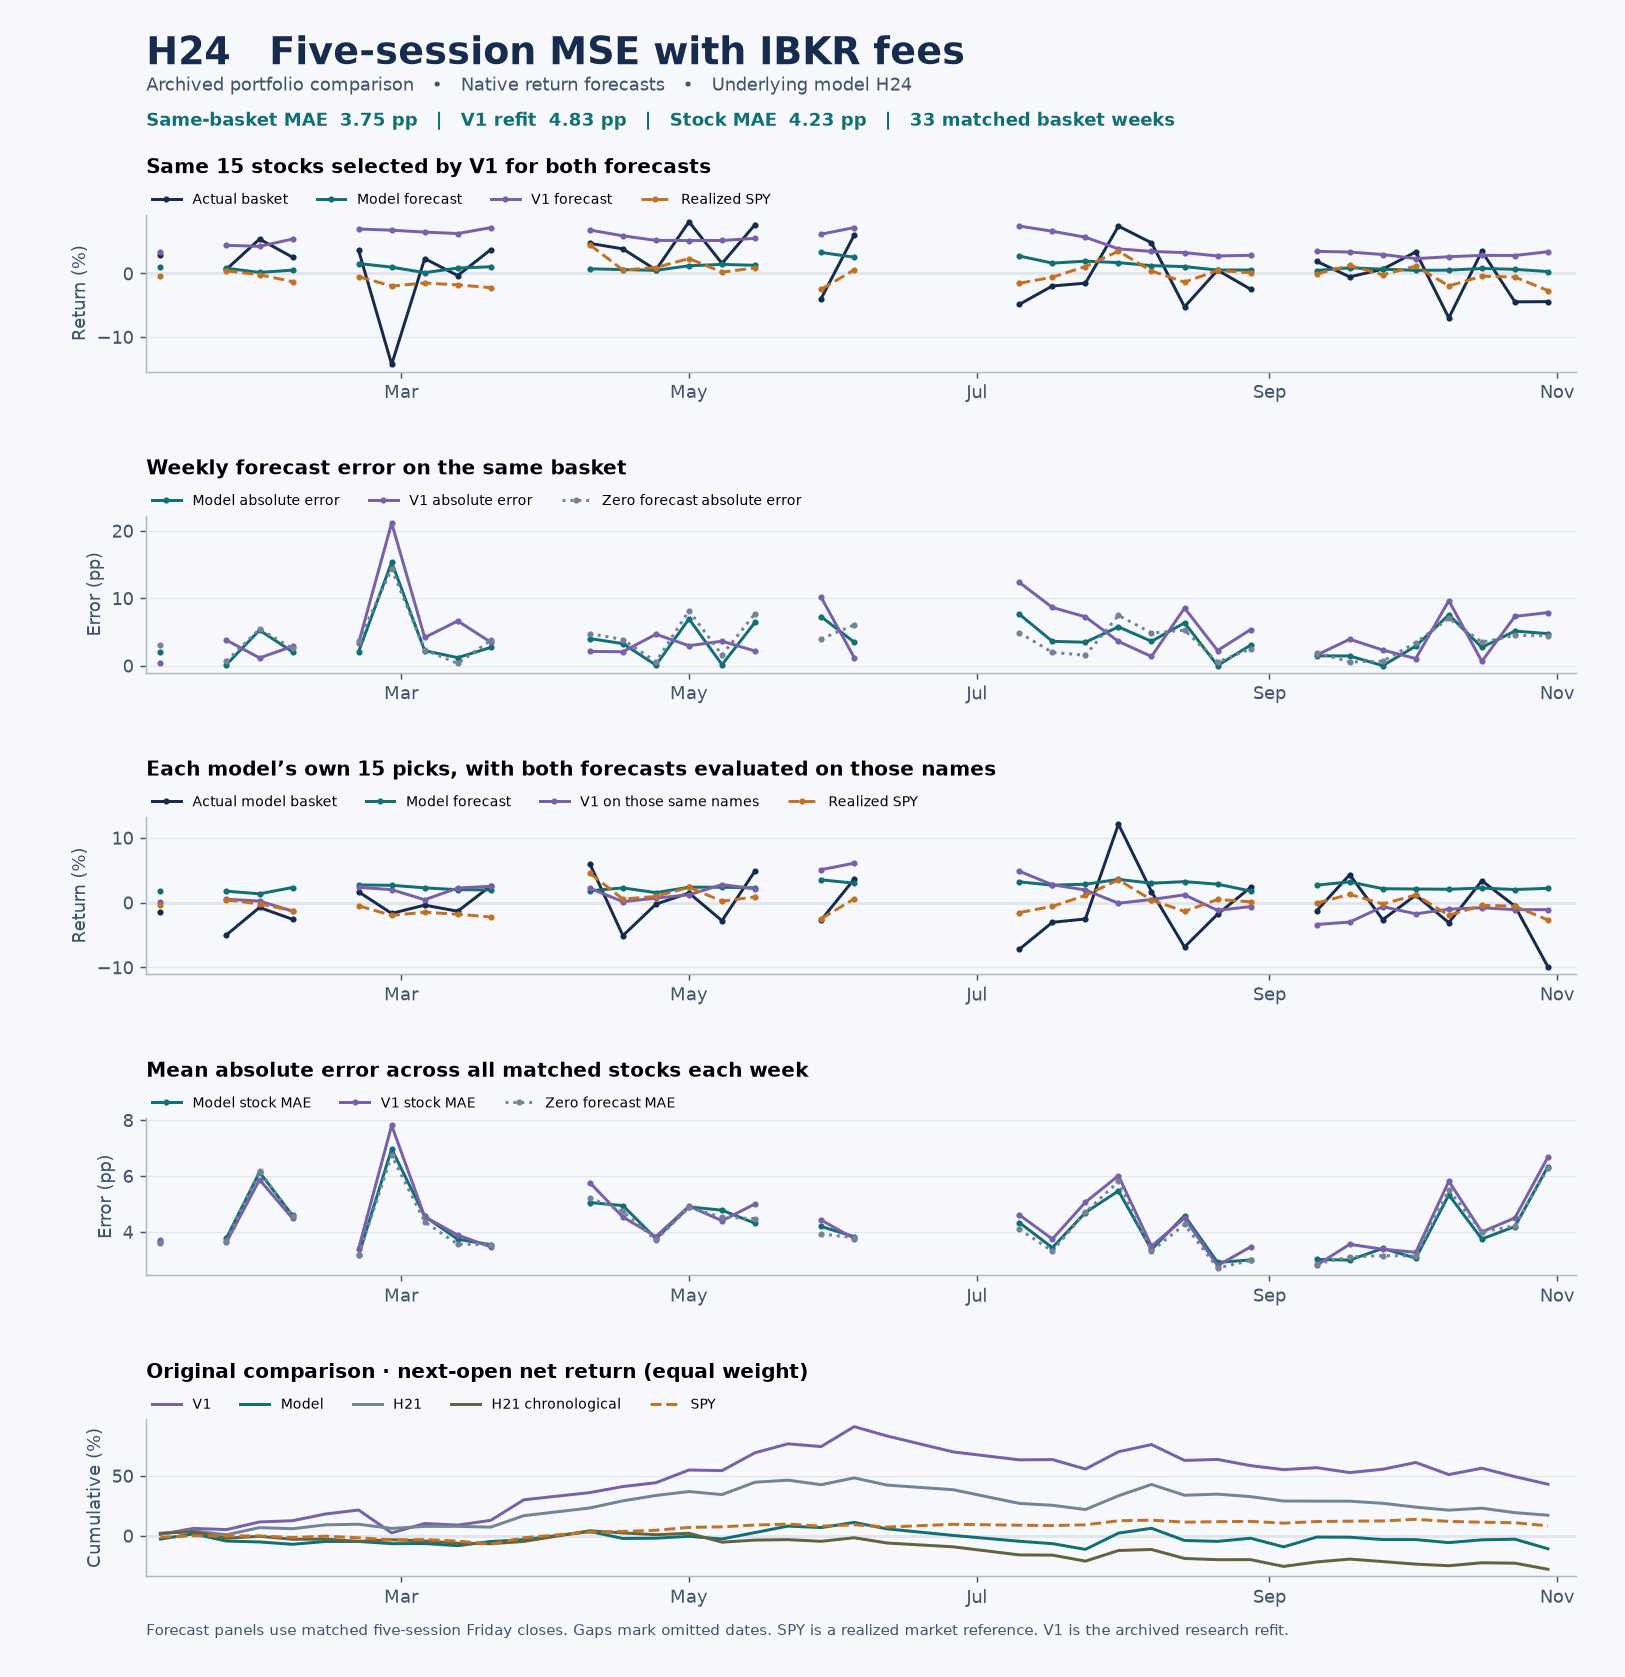 H24   Five-session MSE with IBKR fees
Archived portfolio comparison • Native return forecasts • Underlying model H24
Same-basket MAE 3.75 pp | V1 refit 4.83 pp | Stock MAE 4.23 pp | 33 matched basket weeks
Same 15 stocks selected by V1 for both forecasts
Actual basket Model forecast V1 forecast Realized SPY
Return (%)
0
−10
Mar May Jul Sep Nov
Weekly forecast error on the same basket
Model absolute error V1 absolute error Zero forecast absolute error
Error (pp)
20
10
0
Mar May Jul Sep Nov
Each model’s own 15 picks, with both forecasts evaluated on those names
Actual model basket Model forecast V1 on those same names Realized SPY
Return (%)
10
0
−10
Mar May Jul Sep Nov
Mean absolute error across all matched stocks each week
Model stock MAE V1 stock MAE Zero forecast MAE
Error (pp)
8
6
4
Mar May Jul Sep Nov
Original comparison · next-open net return (equal weight)
V1 Model H21 H21 chronological SPY
Cumulative (%)
50
0
Mar May Jul Sep Nov
Forecast panels use matched five-session Friday closes. Gaps mark omitted dates. SPY is a realized market reference. V1 is the archived research refit.